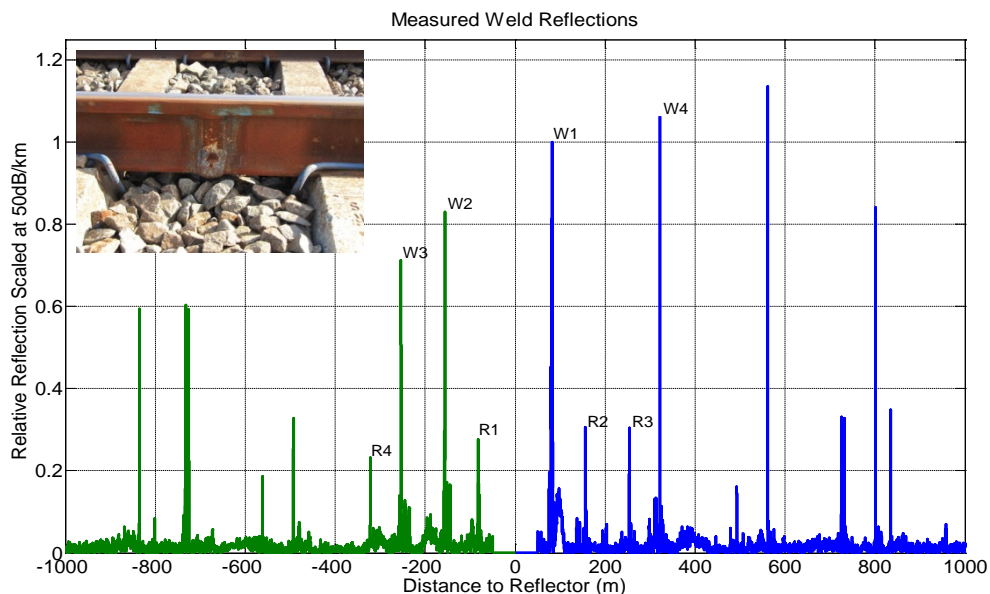 Measured Weld Reflections
Relative Reflection Scaled at 50dB/km
1.2
1
0.8
0.6
0.4
0.2
0
W1
W4
W2
W3
R2
R3
R1
R4
-1000
-800
-600
-400
-200
0
200
400
600
800
1000
Distance to Reflector (m)